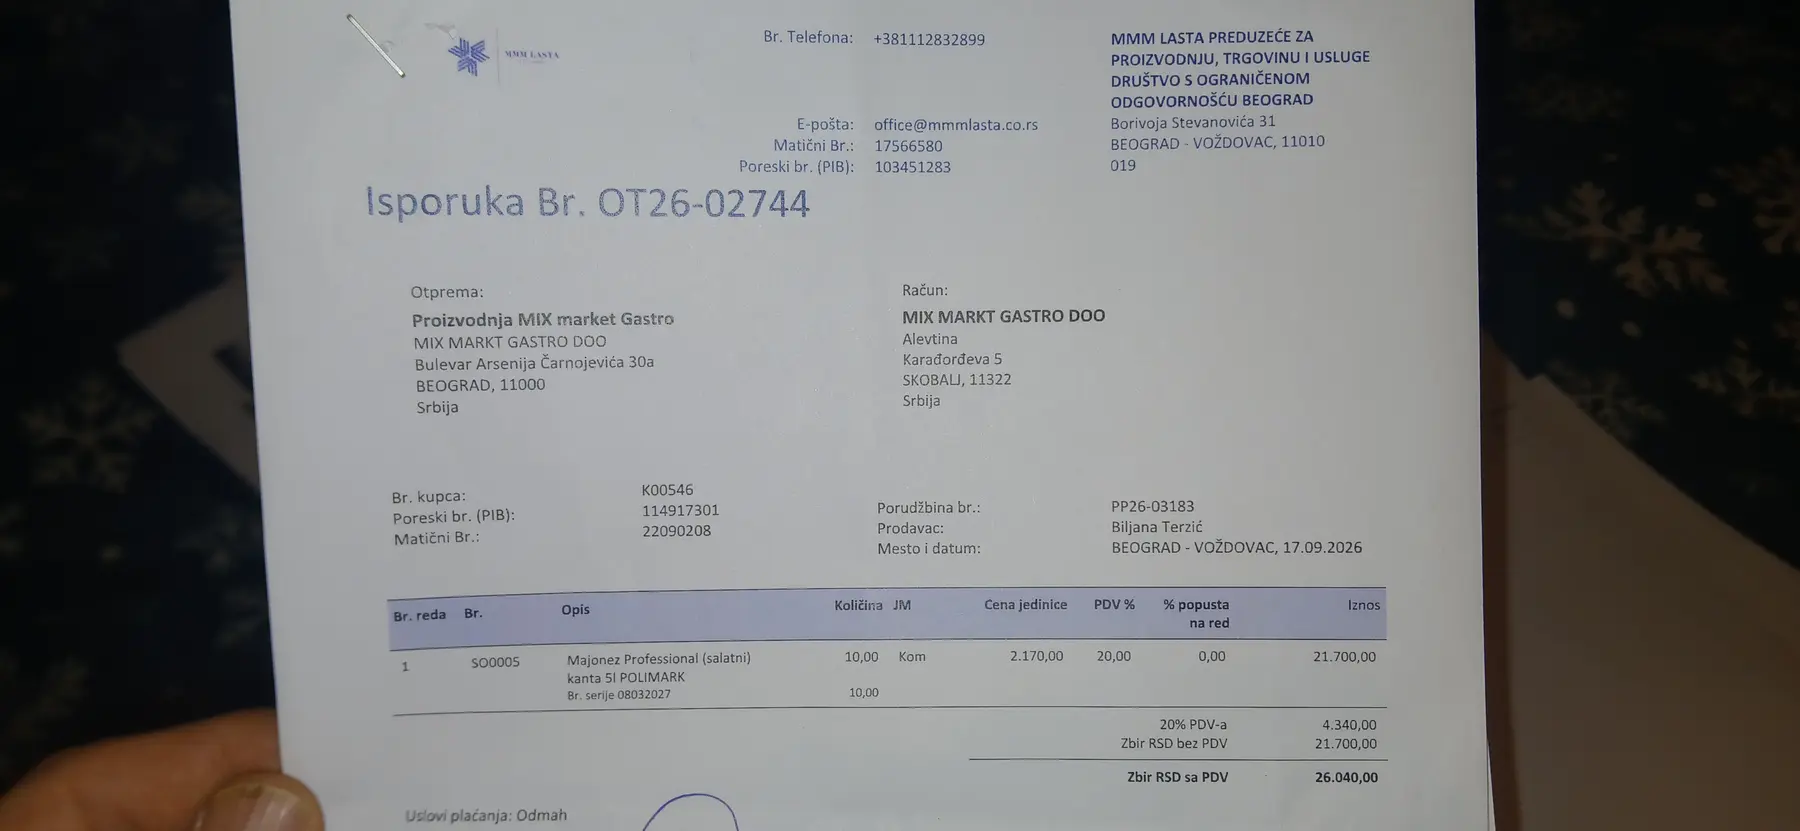 MMM LASTA
Br. Telefona: +381112832899
E-pošta: office@mmmlasta.co.rs
Matični Br.: 17566580
Poreski br. (PIB): 103451283
MMM LASTA PREDUZEĆE ZA
PROIZVODNJU, TRGOVINU I USLUGE
DRUŠTVO S OGRANIČENOM
ODGOVORNOŠĆU BEOGRAD
Borivoja Stevanovića 31
BEOGRAD - VOŽDOVAC, 11010
019
Isporuka Br. OT26-02744
Otprema:
Proizvodnja MIX market Gastro
MIX MARKT GASTRO DOO
Bulevar Arsenija Čarnojevića 30a
BEOGRAD, 11000
Srbija
Račun:
MIX MARKT GASTRO DOO
Alevtina
Karađorđeva 5
SKOBALJ, 11322
Srbija
Br. kupca: K00546
Poreski br. (PIB): 114917301
Matični Br.: 22090208
Porudžbina br.: PP26-03183
Prodavac: Biljana Terzić
Mesto i datum: BEOGRAD - VOŽDOVAC, 17.09.2026
Br. reda Br. Opis Količina JM Cena jedinice PDV % % popusta Iznos
na red
1 SO0005 Majonez Professional (salatni) 10,00 Kom 2.170,00 20,00 0,00 21.700,00
kanta 5l POLIMARK
Br. serije 08032027 10,00
20% PDV-a 4.340,00
Zbir RSD bez PDV 21.700,00
Zbir RSD sa PDV 26.040,00
Uslovi plaćanja: Odmah